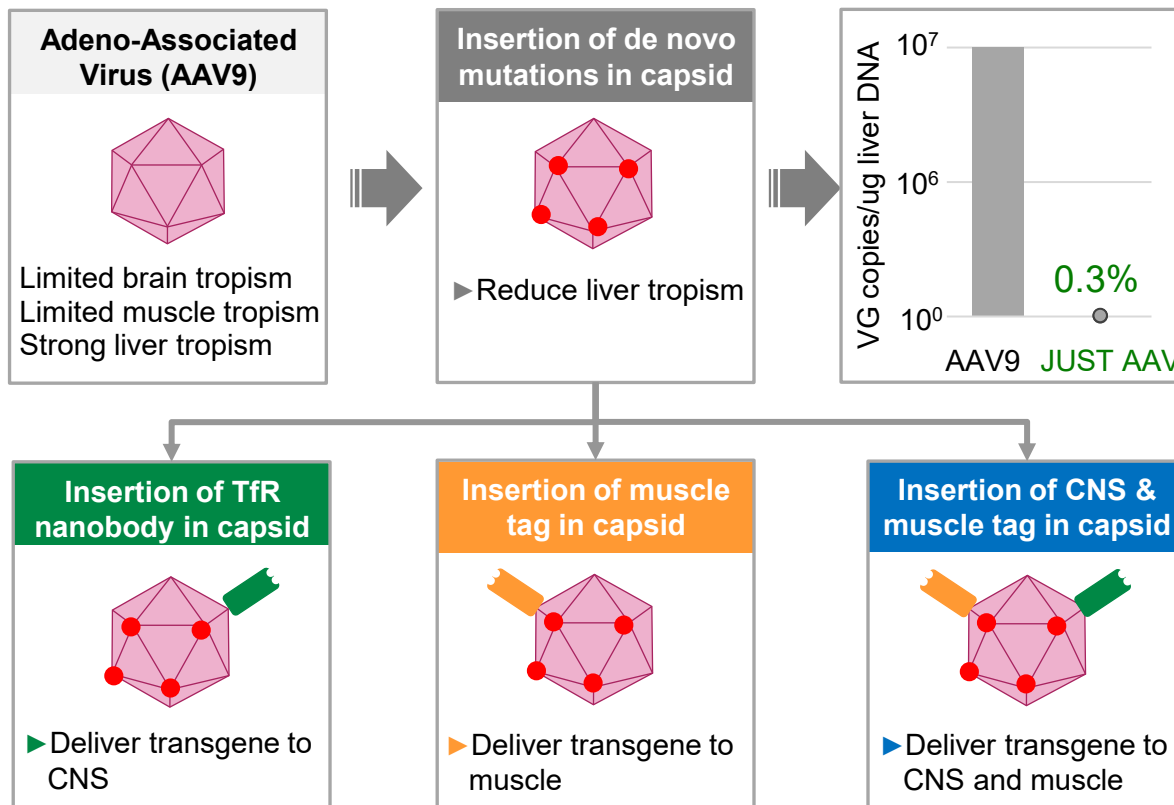 Adeno-Associated
Virus (AAV9)
Limited brain tropism
Limited muscle tropism
Strong liver tropism
Insertion of de novo
mutations in capsid
►Reduce liver tropism
VG copies/ug liver DNA
10⁷
10⁶
10⁰
0.3%
AAV9
JUST AAV
Insertion of TfR
nanobody in capsid
►Deliver transgene to
CNS
Insertion of muscle
tag in capsid
►Deliver transgene to
muscle
Insertion of CNS &
muscle tag in capsid
►Deliver transgene to
CNS and muscle